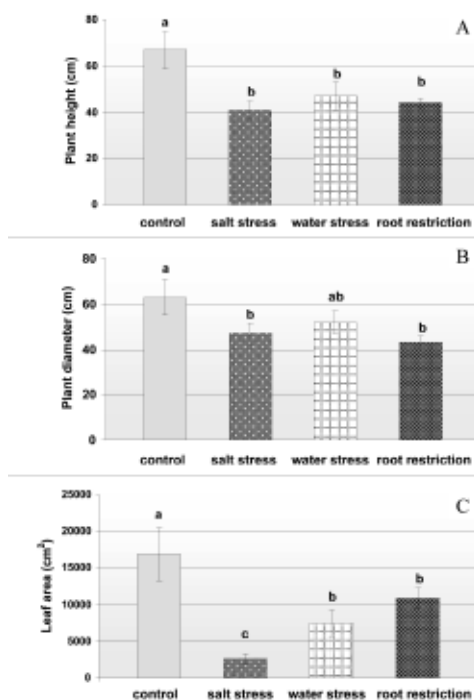 A
Plant height (cm)
80
60
40
20
0
a
b
b
b
control salt stress water stress root restriction
B
Plant diameter (cm)
80
60
40
20
0
a
b
ab
b
control salt stress water stress root restriction
C
Leaf area (cm²)
25000
20000
15000
10000
5000
0
a
c
b
b
control salt stress water stress root restriction